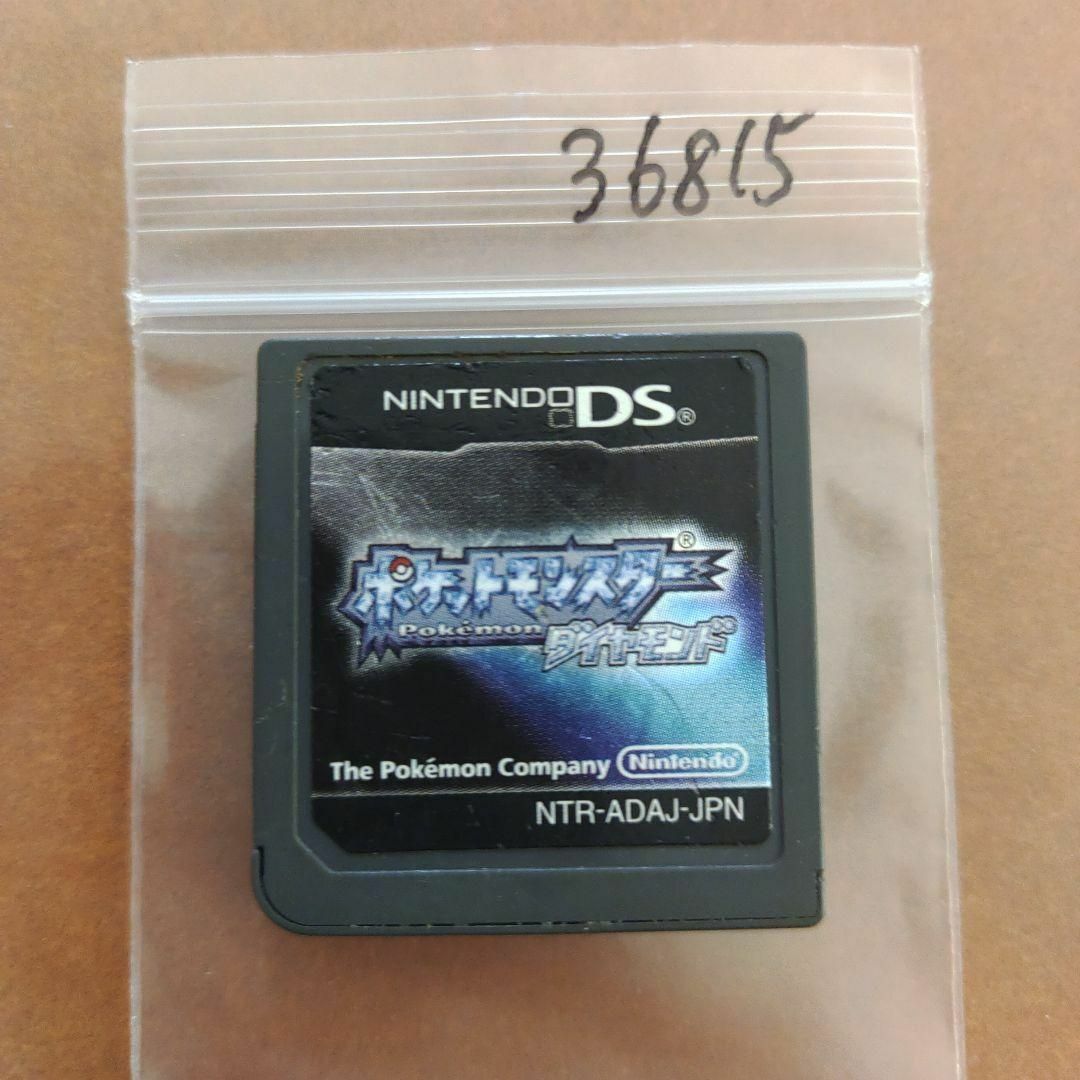 36815
NINTENDO DS®
ポケットモンスター®
Pokémon ダイヤモンド
The Pokémon Company Nintendo®
NTR-ADAJ-JPN